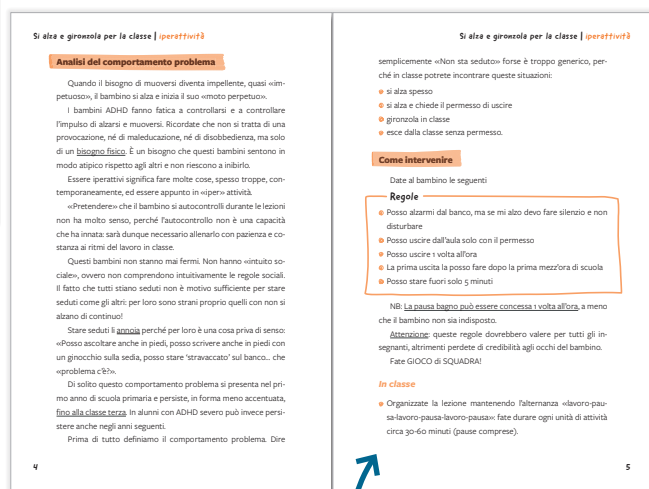 Si alza e gironzola per la classe | iperattività
Analisi del comportamento problema
Quando il bisogno di muoversi diventa impellente, quasi «im-
petuoso», il bambino si alza e inizia il suo «moto perpetuo».
I bambini ADHD fanno fatica a controllarsi e a controllare
l'impulso di alzarsi e muoversi. Ricordate che non si tratta di una
provocazione, né di maleducazione, né di disobbedienza, ma solo
di un bisogno fisico. È un bisogno che questi bambini sentono in
modo atipico rispetto agli altri e non riescono a inibirlo.
Essere iperattivi significa fare molte cose, spesso troppe, con-
temporaneamente, ed essere appunto in «iper» attività.
«Pretendere» che il bambino si autocontrolli durante le lezioni
non ha molto senso, perché l'autocontrollo non è una capacità
che ha innata: sarà dunque necessario allenarlo con pazienza e co-
stanza ai ritmi del lavoro in classe.
Questi bambini non stanno mai fermi. Non hanno «intuito so-
ciale», ovvero non comprendono intuitivamente le regole sociali.
Il fatto che tutti stiano seduti non è motivo sufficiente per stare
seduti come gli altri: per loro sono strani proprio quelli con non si
alzano di continuo!
Stare seduti li annoia perché per loro è una cosa priva di senso:
«Posso ascoltare anche in piedi, posso scrivere anche in piedi con
un ginocchio sulla sedia, posso stare 'stravaccato' sul banco... che
«problema c'è?».
Di solito questo comportamento problema si presenta nel pri-
mo anno di scuola primaria e persiste, in forma meno accentuata,
fino alla classe terza. In alunni con ADHD severo può invece persi-
stere anche negli anni seguenti.
Prima di tutto definiamo il comportamento problema. Dire
4
Si alza e gironzola per la classe | iperattività
semplicemente «Non sta seduto» forse è troppo generico, per-
ché in classe potrete incontrare queste situazioni:
si alza spesso
si alza e chiede il permesso di uscire
gironzola in classe
esce dalla classe senza permesso.
Come intervenire
Date al bambino le seguenti
Regole
Posso alzarmi dal banco, ma se mi alzo devo fare silenzio e non
disturbare
Posso uscire dall'aula solo con il permesso
Posso uscire 1 volta all'ora
La prima uscita la posso fare dopo la prima mezz'ora di scuola
Posso stare fuori solo 5 minuti
NB: La pausa bagno può essere concessa 1 volta all'ora, a meno
che il bambino non sia indisposto.
Attenzione: queste regole dovrebbero valere per tutti gli in-
segnanti, altrimenti perdete di credibilità agli occhi del bambino.
Fate GIOCO di SQUADRA!
In classe
Organizzate la lezione mantenendo l'alternanza «lavoro-pau-
sa-lavoro-pausa-lavoro-pausa»: fate durare ogni unità di attività
circa 30-60 minuti (pause comprese).
5